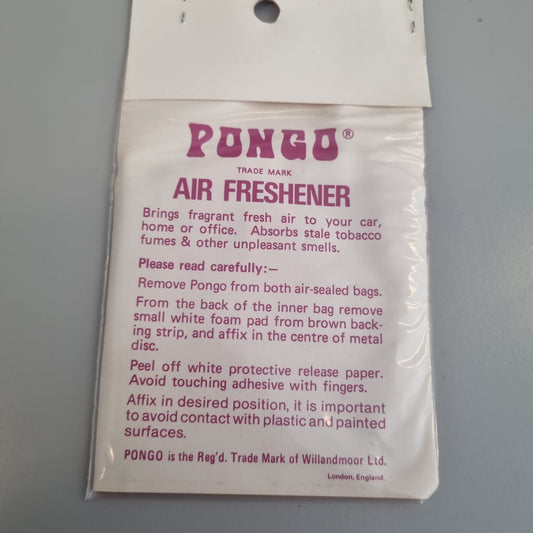 PONGO®
TRADE MARK
AIR FRESHENER
Brings fragrant fresh air to your car,
home or office. Absorbs stale tobacco
fumes & other unpleasant smells.
Please read carefully:—
Remove Pongo from both air-sealed bags.
From the back of the inner bag remove
small white foam pad from brown back-
ing strip, and affix in the centre of metal
disc.
Peel off white protective release paper.
Avoid touching adhesive with fingers.
Affix in desired position, it is important
to avoid contact with plastic and painted
surfaces.
PONGO is the Reg'd. Trade Mark of Willandmoor Ltd.
London, England.